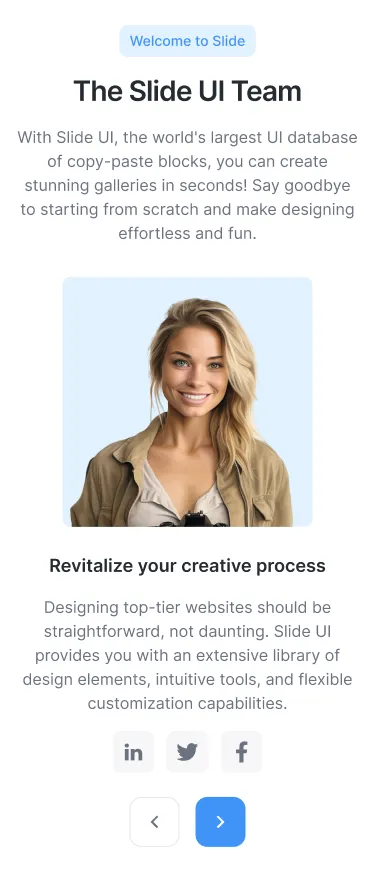 Welcome to Slide
The Slide UI Team
With Slide UI, the world's largest UI database
of copy-paste blocks, you can create
stunning galleries in seconds! Say goodbye
to starting from scratch and make designing
effortless and fun.
Revitalize your creative process
Designing top-tier websites should be
straightforward, not daunting. Slide UI
provides you with an extensive library of
design elements, intuitive tools, and flexible
customization capabilities.